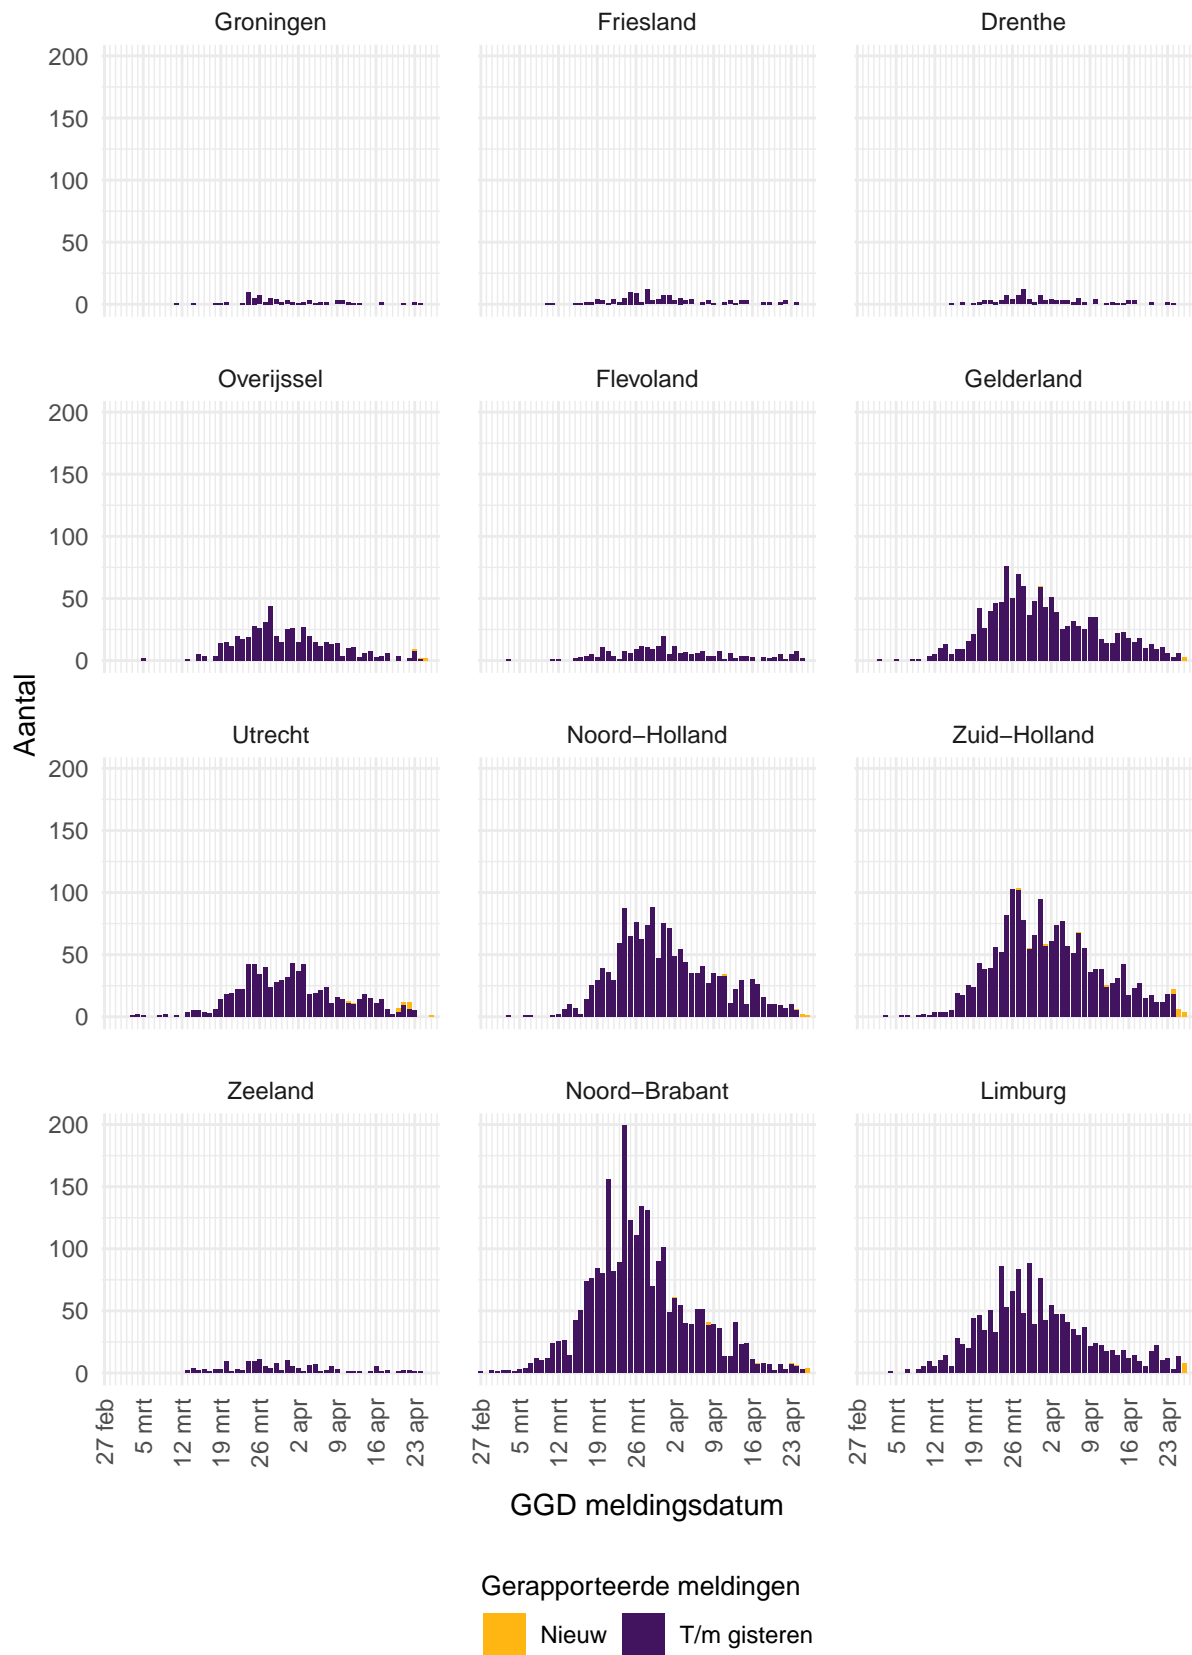 Groningen Friesland Drenthe
200
150
100
50
0
Overijssel Flevoland Gelderland
200
150
100
50
0
Aantal
Utrecht Noord−Holland Zuid−Holland
200
150
100
50
0
Zeeland Noord−Brabant Limburg
200
150
100
50
0
27 feb 5 mrt 12 mrt 19 mrt 26 mrt 2 apr 9 apr 16 apr 23 apr 27 feb 5 mrt 12 mrt 19 mrt 26 mrt 2 apr 9 apr 16 apr 23 apr 27 feb 5 mrt 12 mrt 19 mrt 26 mrt 2 apr 9 apr 16 apr 23 apr
GGD meldingsdatum
Gerapporteerde meldingen
Nieuw T/m gisteren